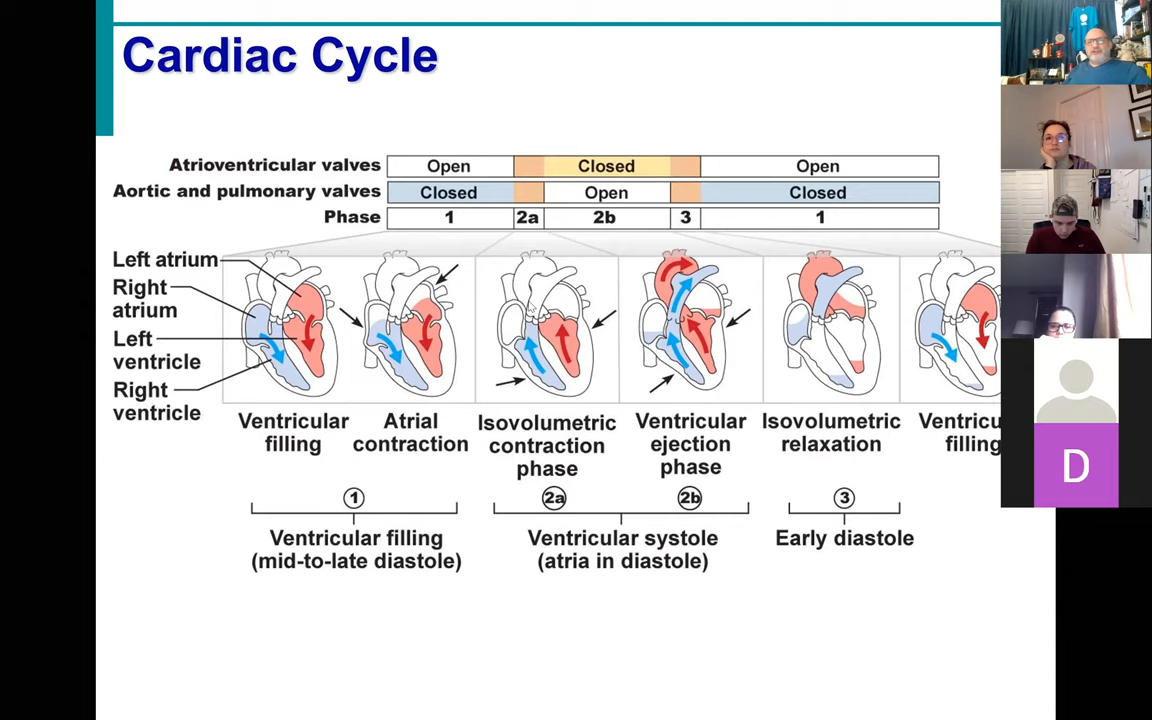 Cardiac Cycle
Atrioventricular valves Open Closed Open
Aortic and pulmonary valves Closed Open Closed
Phase 1 2a 2b 3 1
Left atrium
Right
atrium
Left
ventricle
Right
ventricle
Ventricular
filling
Atrial
contraction
Isovolumetric
contraction
phase
Ventricular
ejection
phase
Isovolumetric
relaxation
Ventricu
filling
1
2a
2b
3
Ventricular filling
(mid-to-late diastole)
Ventricular systole
(atria in diastole)
Early diastole
D